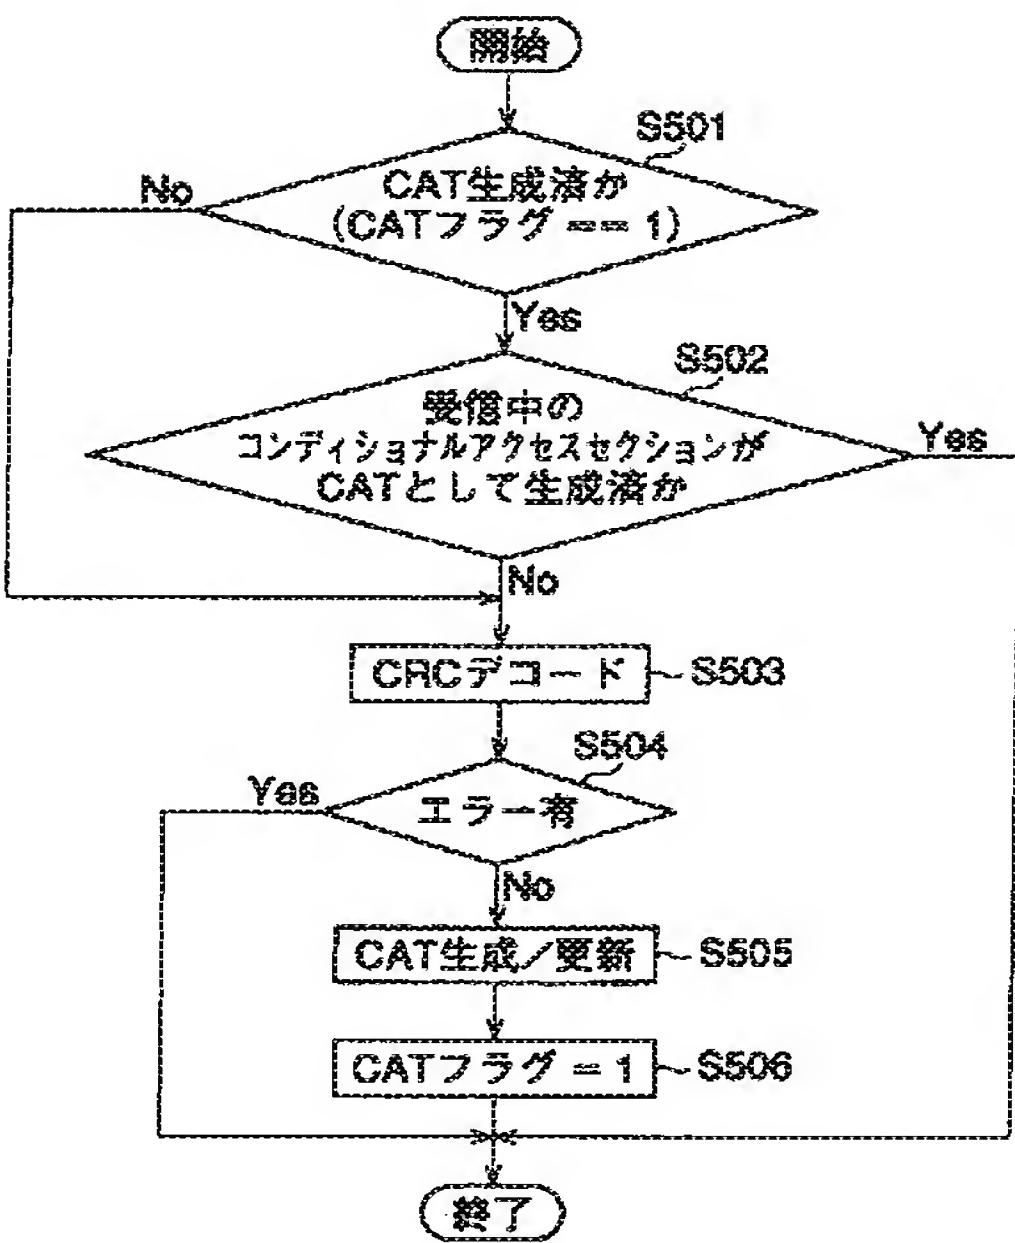 開始
S501
No
CAT生成済か
(CATフラグ == 1)
Yes
S502
受信中の
コンディショナルアクセスセクションが
CATとして生成済か
Yes
No
CRCデコード
S503
S504
Yes
エラー有
No
CAT生成/更新
S505
CATフラグ = 1
S506
終了